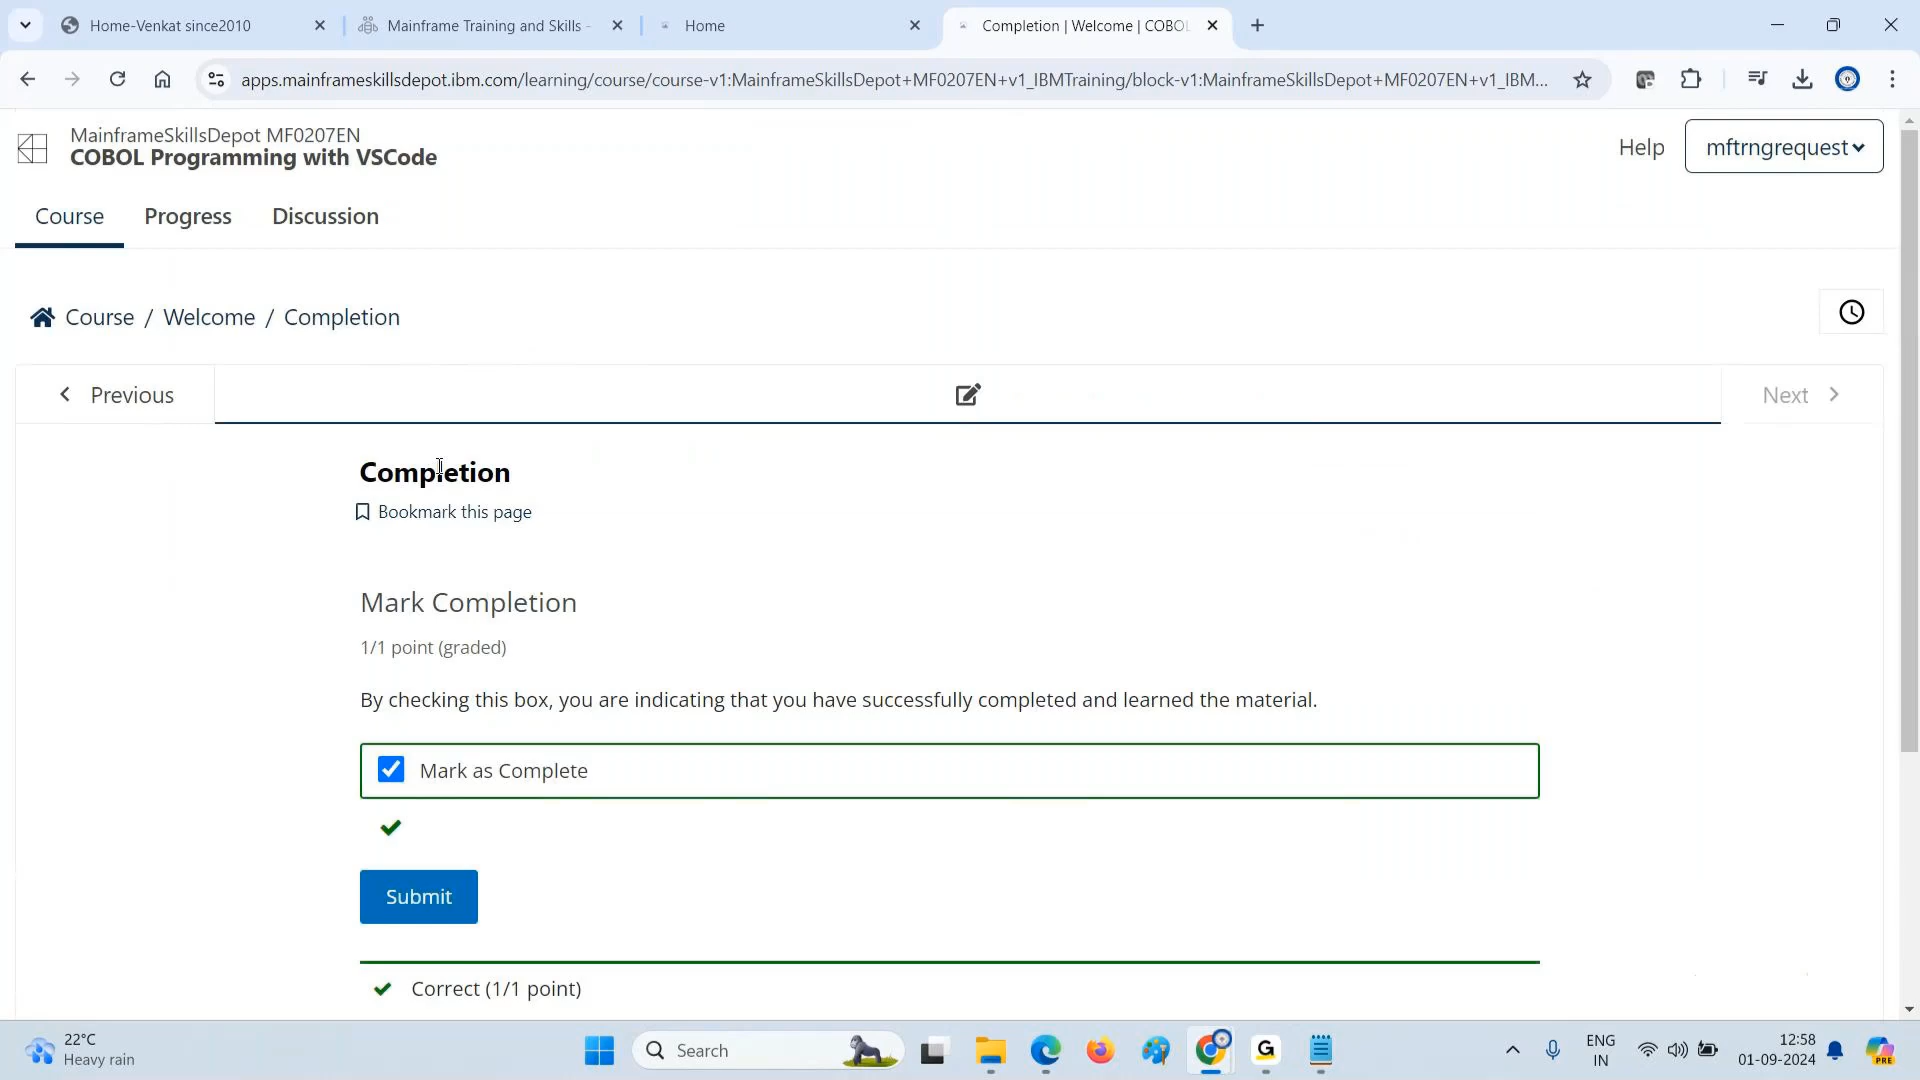 Home-Venkat since2010
Mainframe Training and Skills -
Home
Completion | Welcome | COBOL
apps.mainframeskillsdepot.ibm.com/learning/course/course-v1:MainframeSkillsDepot+MF0207EN+v1_IBMTraining/block-v1:MainframeSkillsDepot+MF0207EN+v1_IBM...
MainframeSkillsDepot MF0207EN
COBOL Programming with VSCode
Help
mftrngrequest
Course
Progress
Discussion
Course / Welcome / Completion
Previous
Next
Completion
Bookmark this page
Mark Completion
1/1 point (graded)
By checking this box, you are indicating that you have successfully completed and learned the material.
Mark as Complete
Submit
Correct (1/1 point)
22°C
Heavy rain
Search
G
ENG
IN
12:58
01-09-2024
PRE